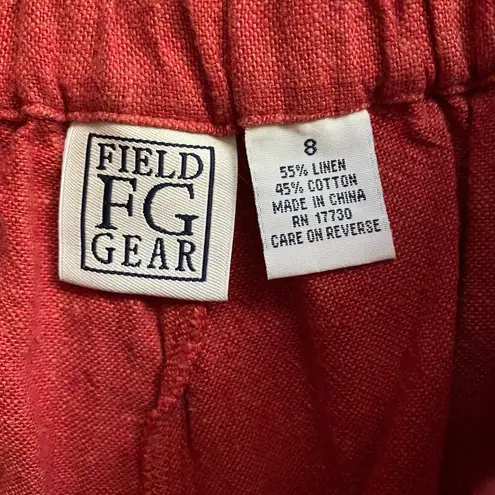 FIELD
FG
GEAR
8
55% LINEN
45% COTTON
MADE IN CHINA
RN 17730
CARE ON REVERSE